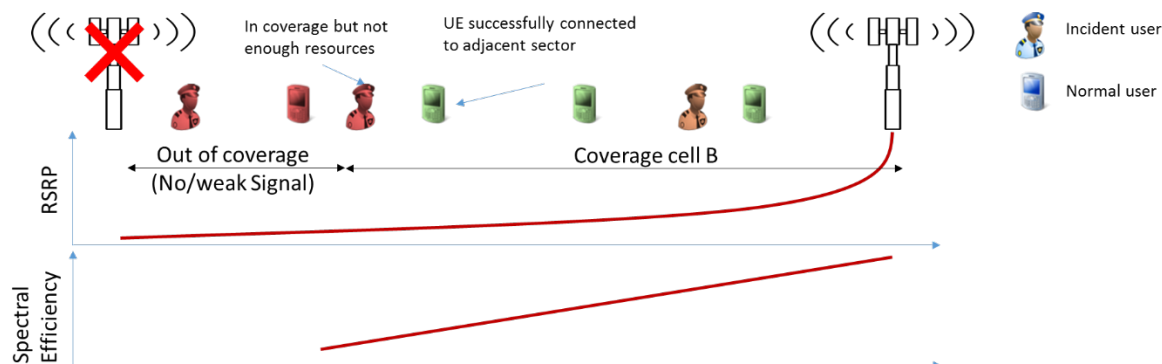 In coverage but not
enough resources
UE successfully connected
to adjacent sector
Incident user
Normal user
Out of coverage
(No/weak Signal)
Coverage cell B
RSRP
Spectral
Efficiency